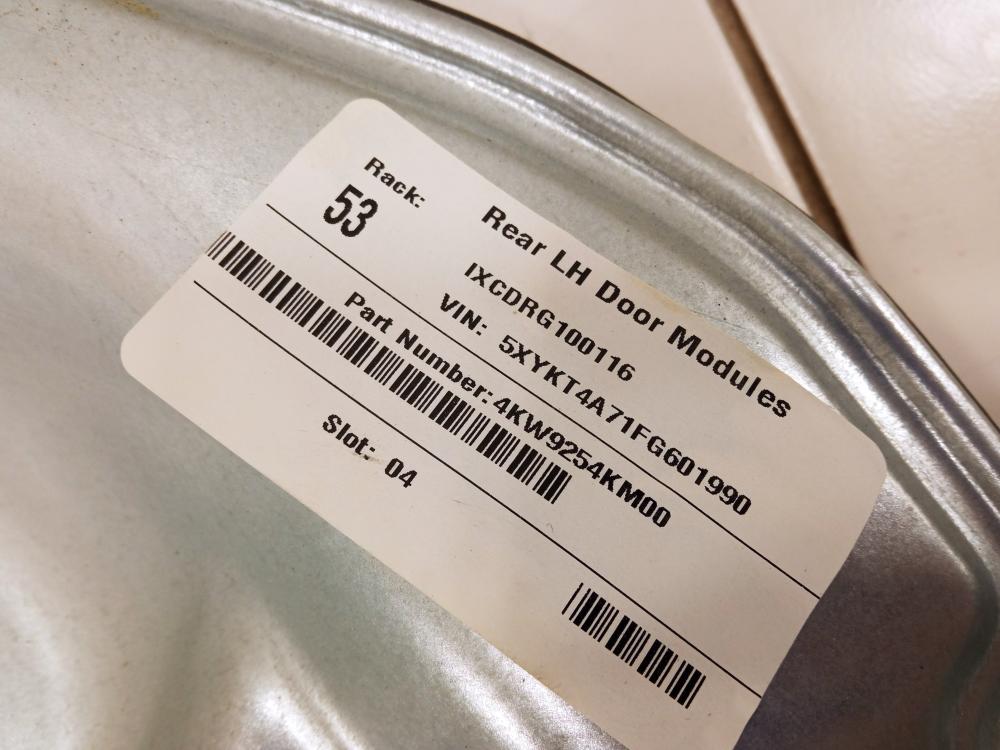 Rear LH Door Modules
Rack:
53
IXCDRG100116
VIN: 5XYKT4A71FG601990
Part Number: 4KW9254KM00
Slot: 04